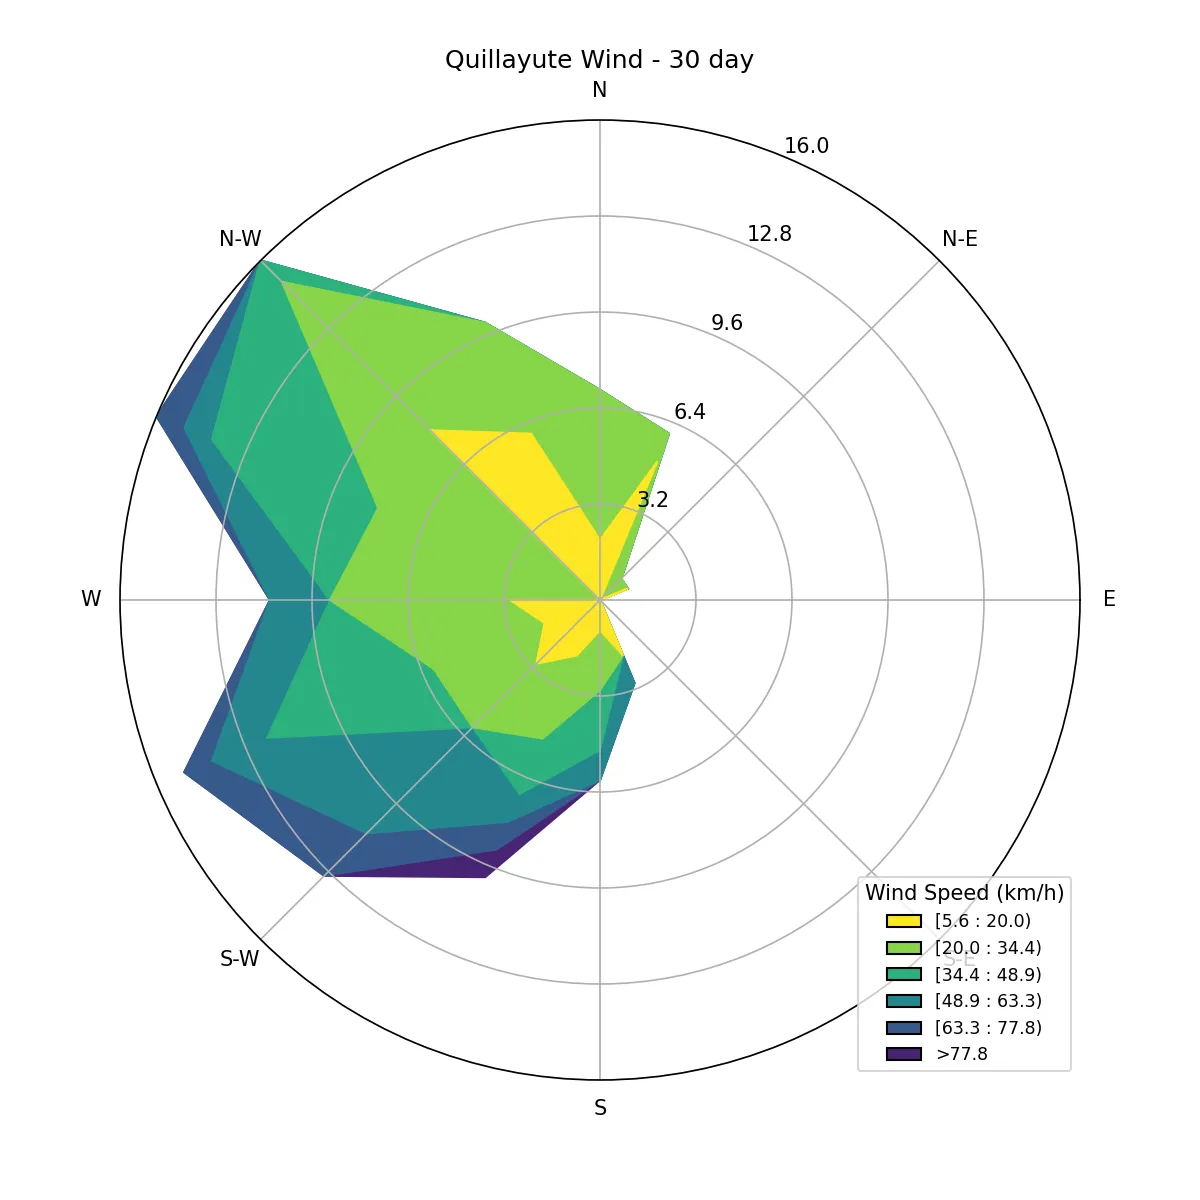 Quillayute Wind - 30 day
N
16.0
12.8
N-W
N-E
9.6
6.4
3.2
W
E
Wind Speed (km/h)
[5.6 : 20.0)
[20.0 : 34.4)
S-W
S-E
[34.4 : 48.9)
[48.9 : 63.3)
[63.3 : 77.8)
>77.8
S